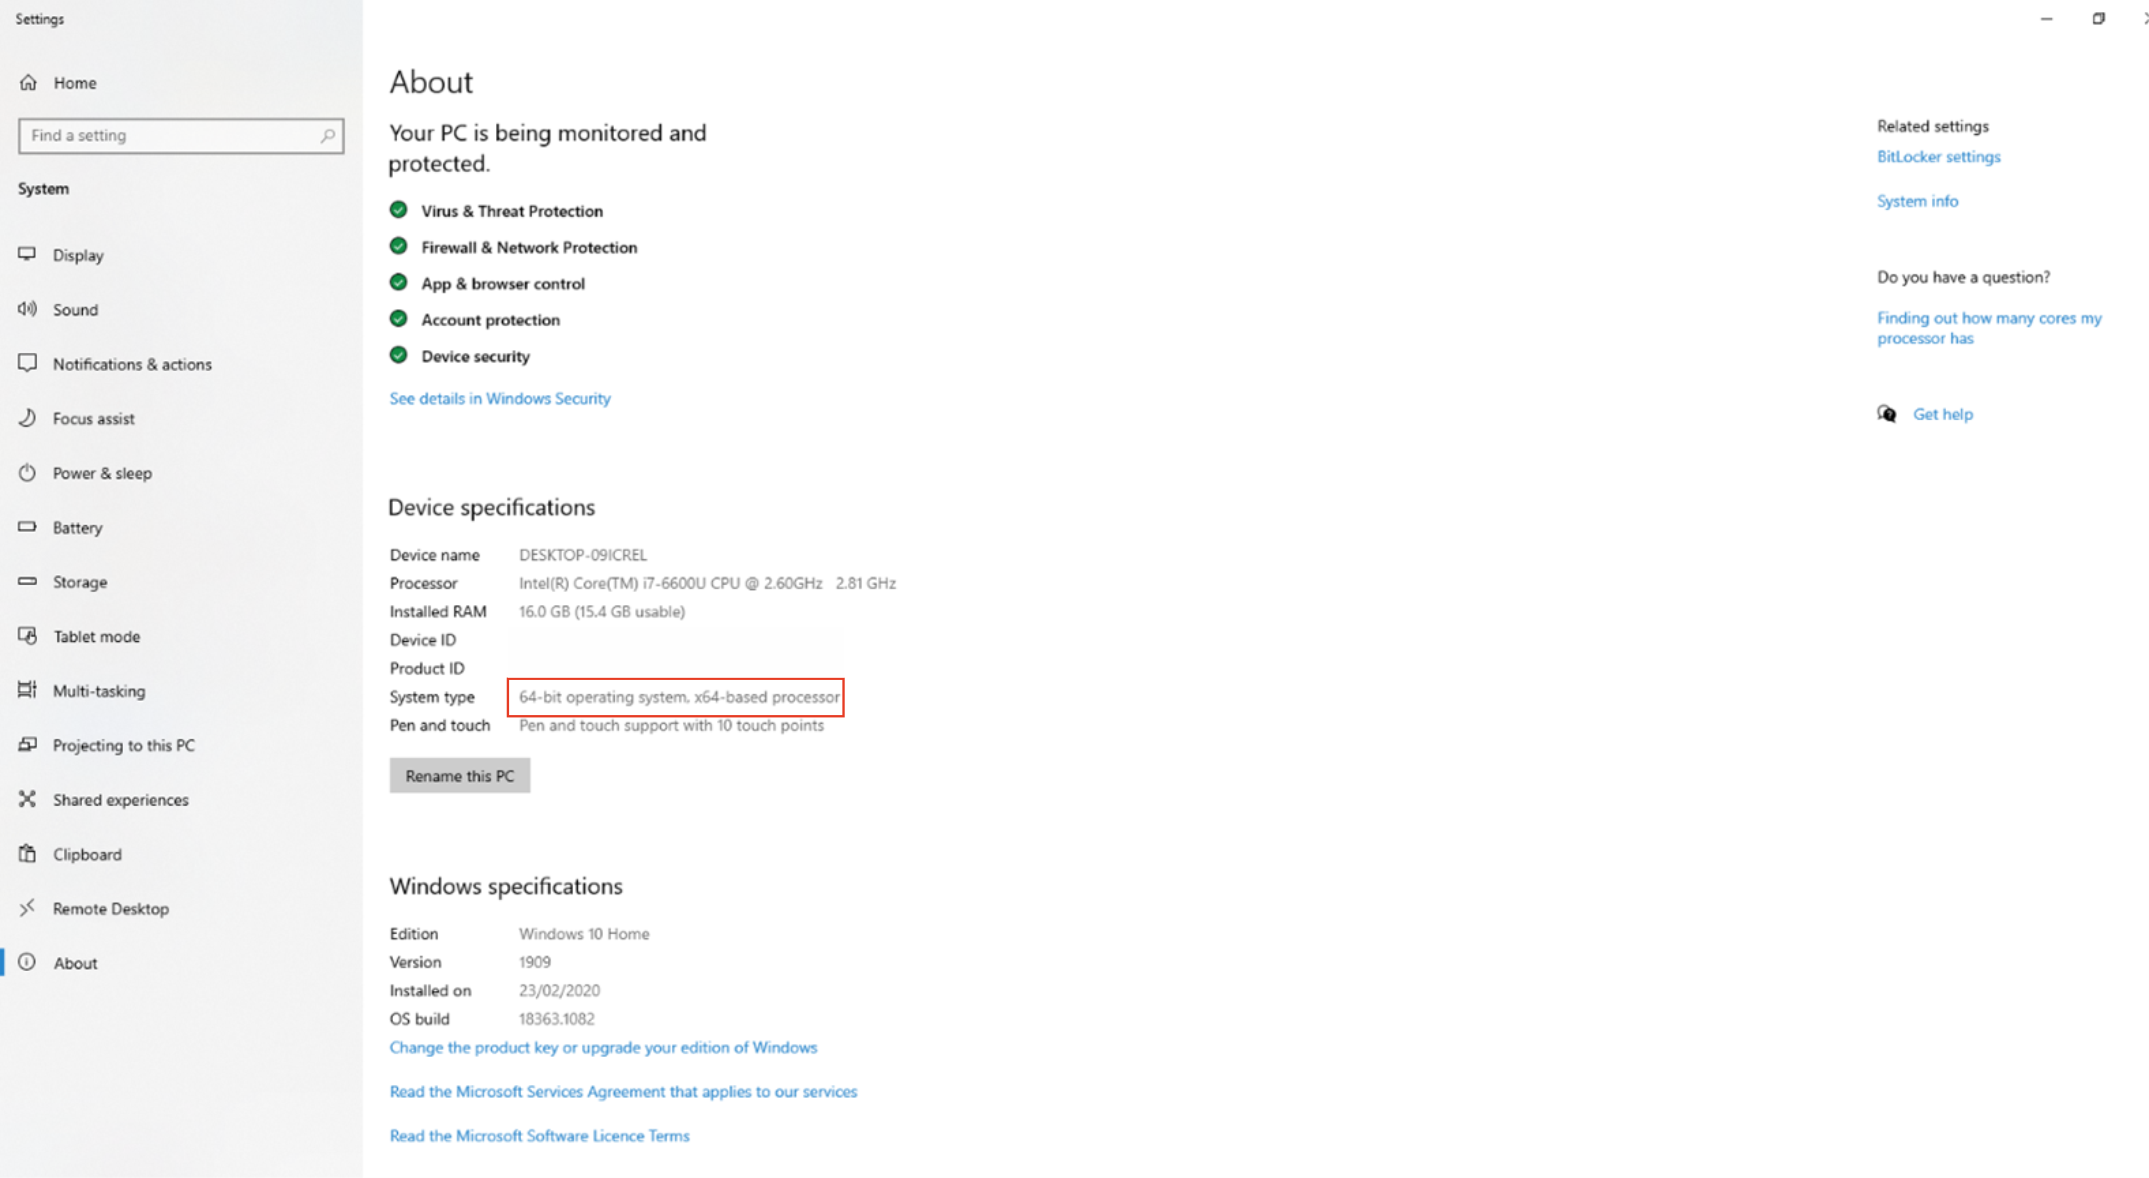 Settings
Home
Find a setting
System
Display
Sound
Notifications & actions
Focus assist
Power & sleep
Battery
Storage
Tablet mode
Multi-tasking
Projecting to this PC
Shared experiences
Clipboard
Remote Desktop
About
About
Your PC is being monitored and
protected.
Virus & Threat Protection
Firewall & Network Protection
App & browser control
Account protection
Device security
See details in Windows Security
Device specifications
Device name DESKTOP-09ICREL
Processor Intel(R) Core(TM) i7-6600U CPU @ 2.60GHz 2.81 GHz
Installed RAM 16.0 GB (15.4 GB usable)
Device ID
Product ID
System type 64-bit operating system, x64-based processor
Pen and touch Pen and touch support with 10 touch points
Rename this PC
Windows specifications
Edition Windows 10 Home
Version 1909
Installed on 23/02/2020
OS build 18363.1082
Change the product key or upgrade your edition of Windows
Read the Microsoft Services Agreement that applies to our services
Read the Microsoft Software Licence Terms
Related settings
BitLocker settings
System info
Do you have a question?
Finding out how many cores my
processor has
Get help